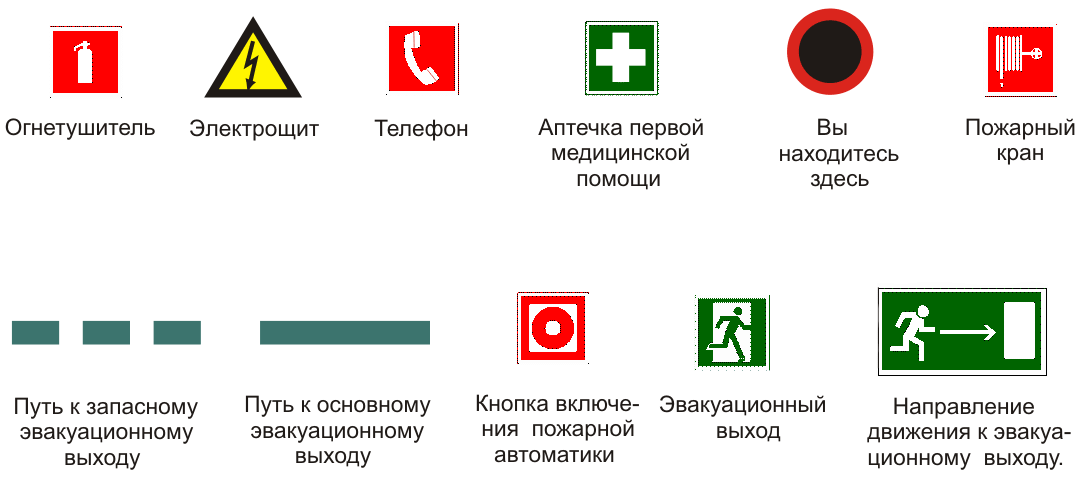 Огнетушитель
Электрощит
Телефон
Аптечка первой
медицинской
помощи
Вы
находитесь
здесь
Пожарный
кран
Путь к запасному
эвакуационному
выходу
Путь к основному
эвакуационному
выходу
Кнопка включе-
ния пожарной
автоматики
Эвакуационный
выход
Направление
движения к эвакуа-
ционному выходу.